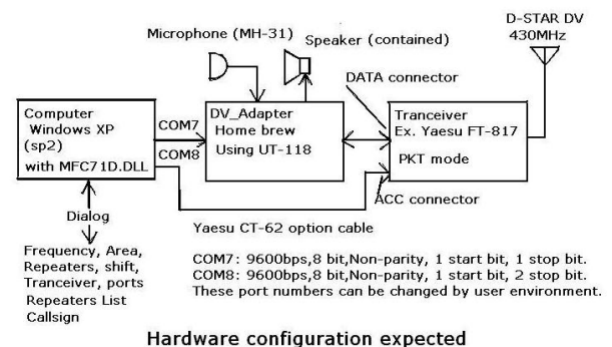 D-STAR DV
430MHz
Microphone (MH-31)
Speaker (contained)
DATA connector
Computer
Windows XP
(sp2)
with MFC71D.DLL
COM7
COM8
DV_Adapter
Home brew
Using UT-118
Tranceiver
Ex. Yaesu FT-817
PKT mode
ACC connector
Dialog
Yaesu CT-62 option cable
Frequency, Area,
Repeaters, shift,
Tranceiver, ports
Repeaters List
Callsign
COM7: 9600bps,8 bit,Non-parity, 1 start bit, 1 stop bit.
COM8: 9600bps,8 bit,Non-parity, 1 start bit, 2 stop bit.
These port numbers can be changed by user environment.
Hardware configuration expected